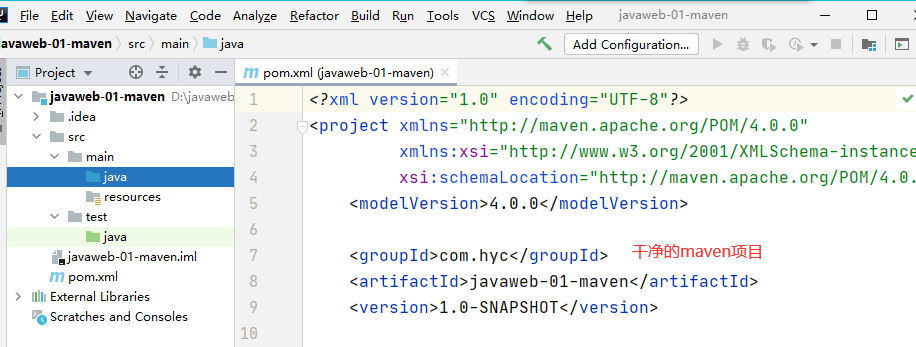 File Edit View Navigate Code Analyze Refactor Build Run Tools VCS Window Help javaweb-01-maven
javaweb-01-maven src main java Add Configuration...
Project pom.xml (javaweb-01-maven)
javaweb-01-maven D:\javaweb
.idea
src
main
java
resources
test
java
javaweb-01-maven.iml
pom.xml
External Libraries
Scratches and Consoles
1 <?xml version="1.0" encoding="UTF-8"?>
2 <project xmlns="http://maven.apache.org/POM/4.0.0"
3 xmlns:xsi="http://www.w3.org/2001/XMLSchema-instance
4 xsi:schemaLocation="http://maven.apache.org/POM/4.0.
5 <modelVersion>4.0.0</modelVersion>
6
7 <groupId>com.hyc</groupId> 干净的maven项目
8 <artifactId>javaweb-01-maven</artifactId>
9 <version>1.0-SNAPSHOT</version>
10